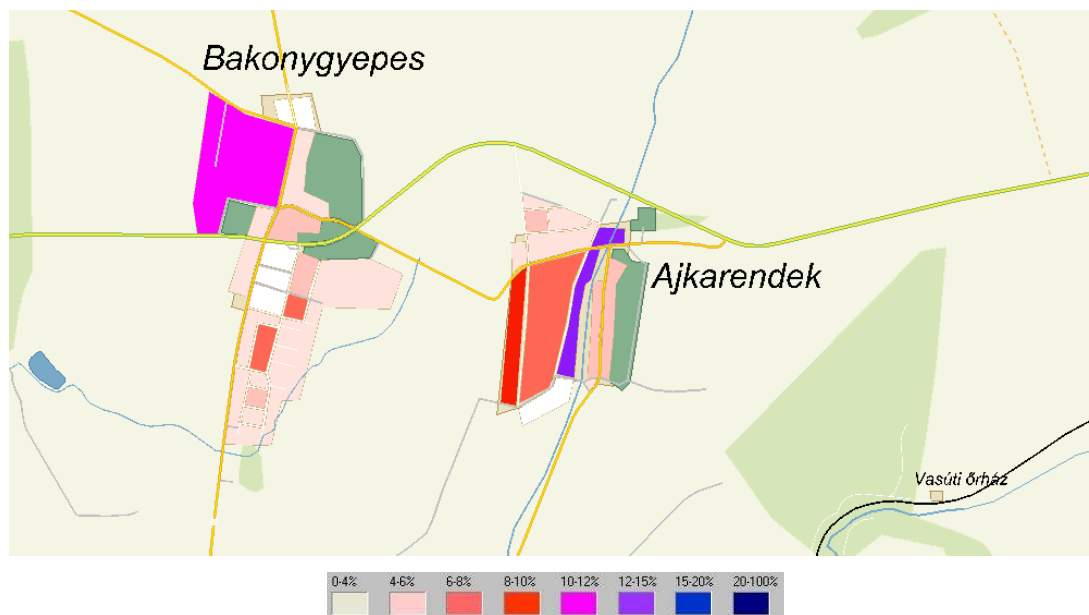 Bakonygyepes
Ajkarendek
Vasúti őrház
0-4% 4-6% 6-8% 8-10% 10-12% 12-15% 15-20% 20-100%